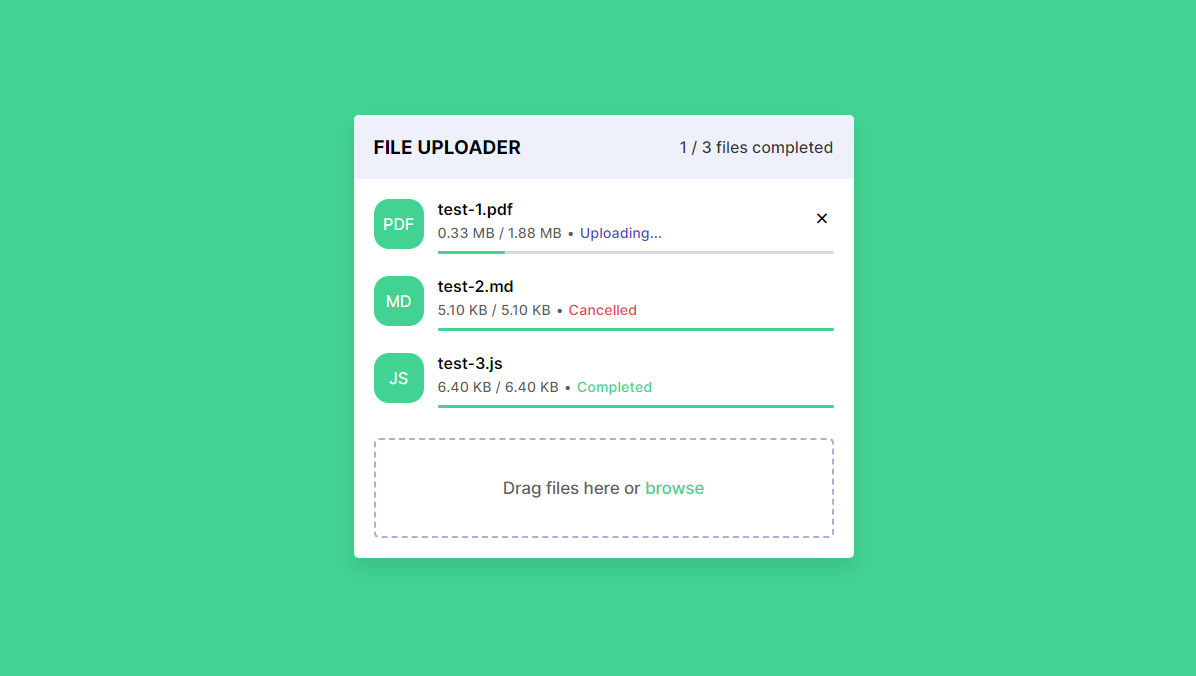 FILE UPLOADER 1 / 3 files completed
PDF test-1.pdf ✕
0.33 MB / 1.88 MB • Uploading...
MD test-2.md
5.10 KB / 5.10 KB • Cancelled
JS test-3.js
6.40 KB / 6.40 KB • Completed
Drag files here or browse